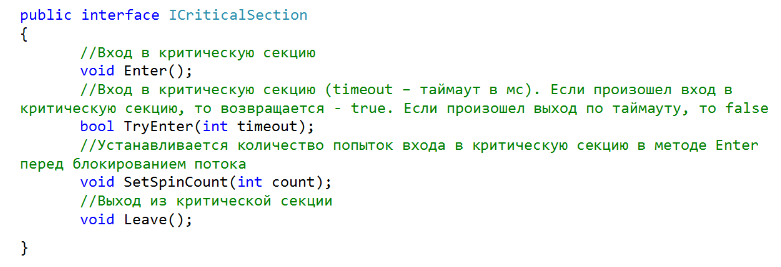 public interface ICriticalSection
{
//Вход в критическую секцию
void Enter();
//Вход в критическую секцию (timeout – таймаут в мс). Если произошел вход в
критическую секцию, то возвращается - true. Если произошел выход по таймауту, то false
bool TryEnter(int timeout);
//Устанавливается количество попыток входа в критическую секцию в методе Enter
перед блокированием потока
void SetSpinCount(int count);
//Выход из критической секции
void Leave();
}